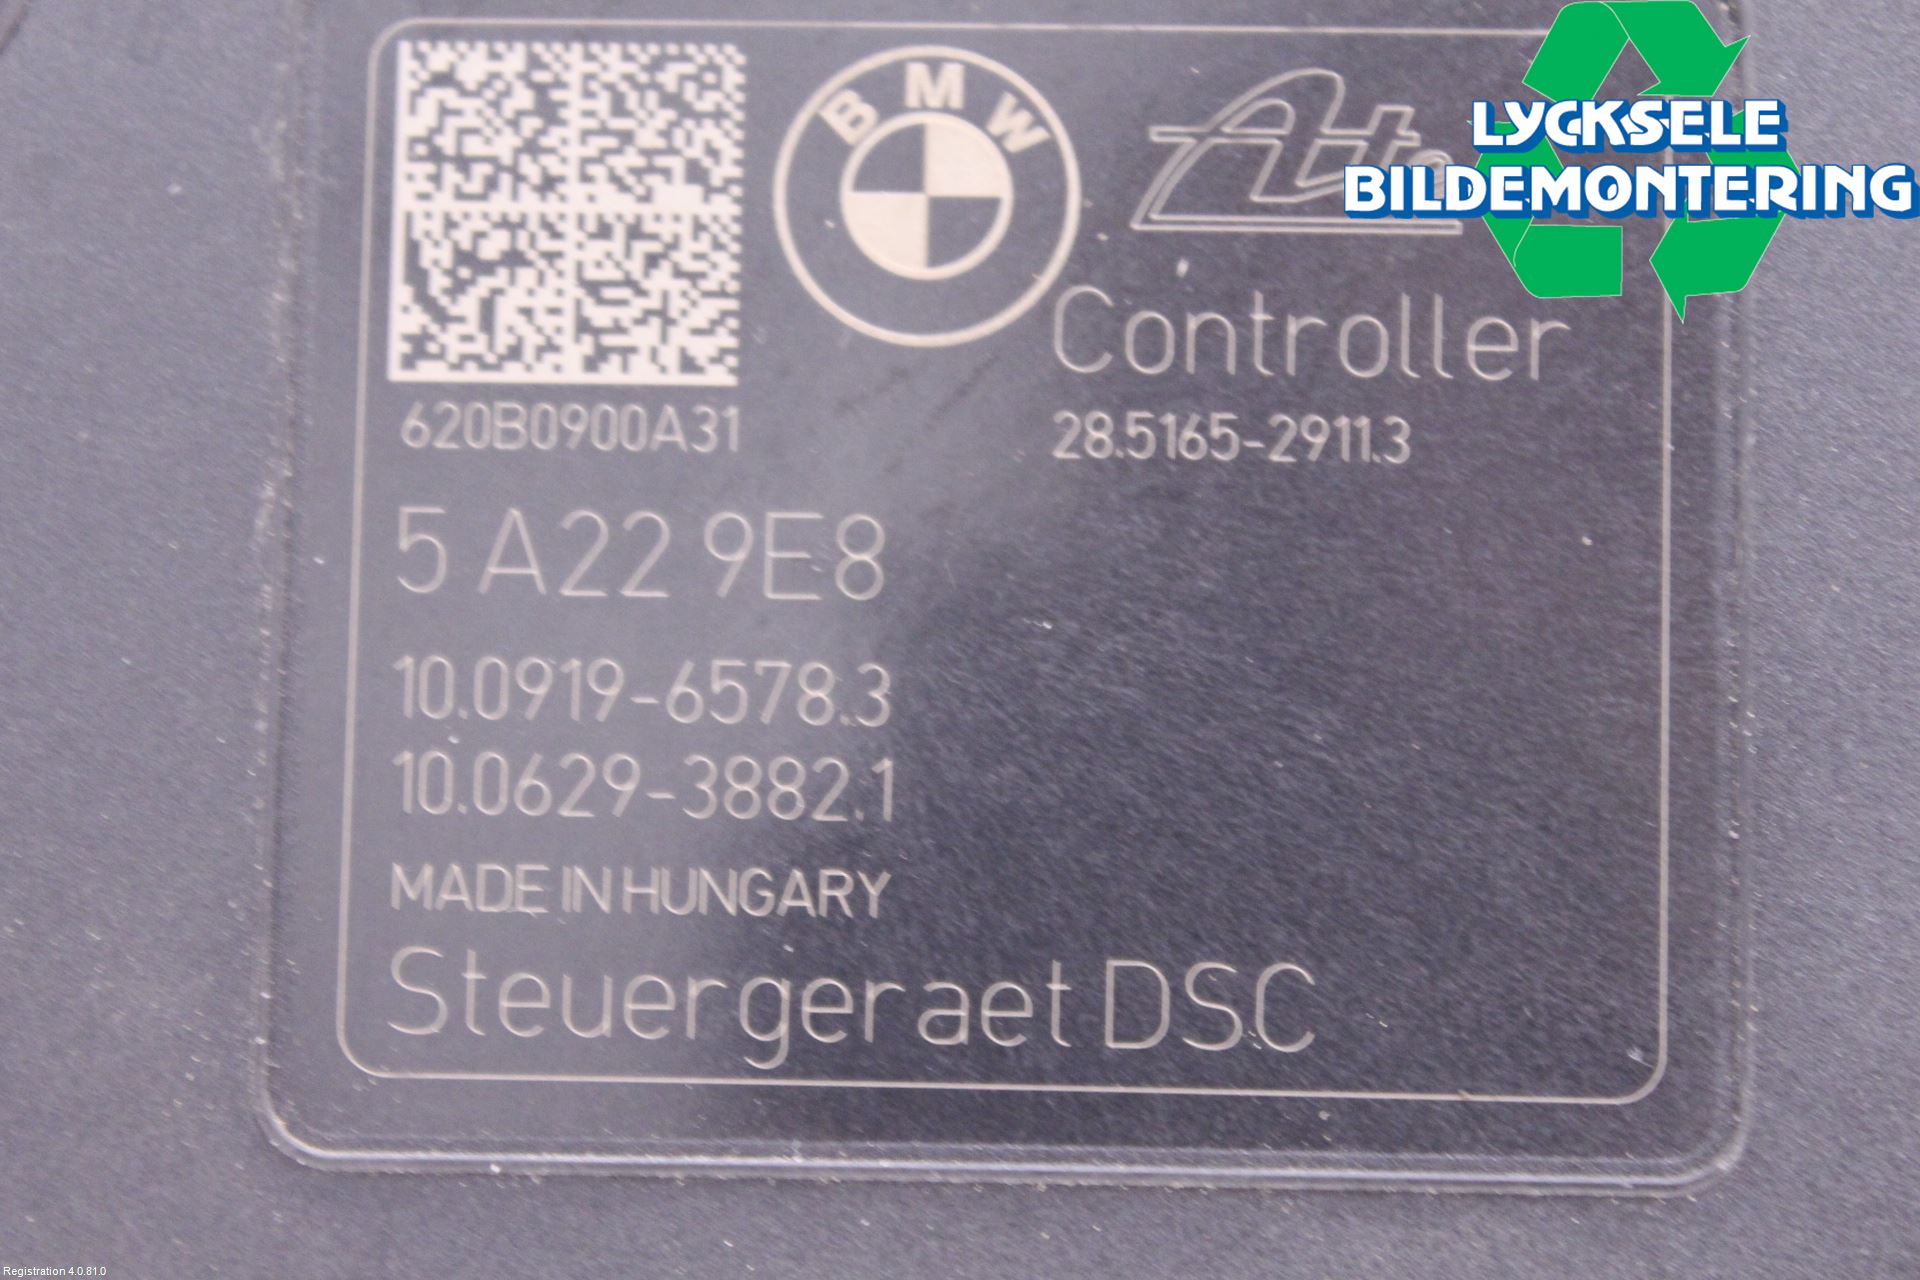 BMW
Ate
LYCKSELE
BILDEMONTERING
Controller
620B0900A31
28.5165-2911.3
5 A22 9E8
10.0919-6578.3
10.0629-3882.1
MADE IN HUNGARY
Steuergeraet DSC
Registration 4.0.81.0